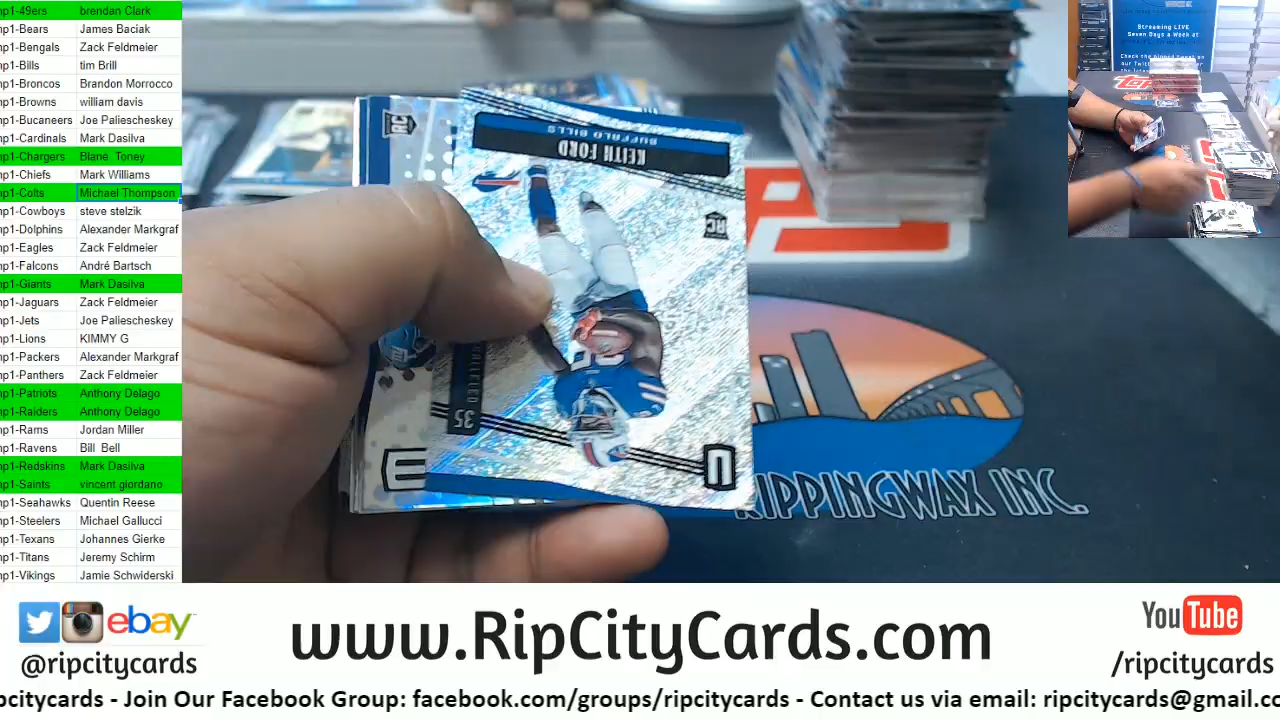 np1-49ers brendan Clark
np1-Bears James Baciak
np1-Bengals Zack Feldmeier
np1-Bills tim Brill
np1-Broncos Brandon Morrocco
np1-Browns william davis
np1-Bucaneers Joe Paliescheskey
np1-Cardinals Mark Dasilva
np1-Chargers Blane Toney
np1-Chiefs Mark Williams
np1-Colts Michael Thompson
np1-Cowboys steve stelzik
np1-Dolphins Alexander Markgraf
np1-Eagles Zack Feldmeier
np1-Falcons André Bartsch
np1-Giants Mark Dasilva
np1-Jaguars Zack Feldmeier
np1-Jets Joe Paliescheskey
np1-Lions KIMMY G
np1-Packers Alexander Markgraf
np1-Panthers Zack Feldmeier
np1-Patriots Anthony Delago
np1-Raiders Anthony Delago
np1-Rams Jordan Miller
np1-Ravens Bill Bell
np1-Redskins Mark Dasilva
np1-Saints vincent giordano
np1-Seahawks Quentin Reese
np1-Steelers Michael Gallucci
np1-Texans Johannes Gierke
np1-Titans Jeremy Schirm
np1-Vikings Jamie Schwiderski
RC
BUFFALO BILLS
KEITH FORD
RC
35
U
RIPPINGWAX INC.
Streaming LIVE
Seven Days a Week at
ebay
@ripcitycards
www.RipCityCards.com
YouTube
/ripcitycards
pcitycards - Join Our Facebook Group: facebook.com/groups/ripcitycards - Contact us via email: ripcitycards@gmail.co